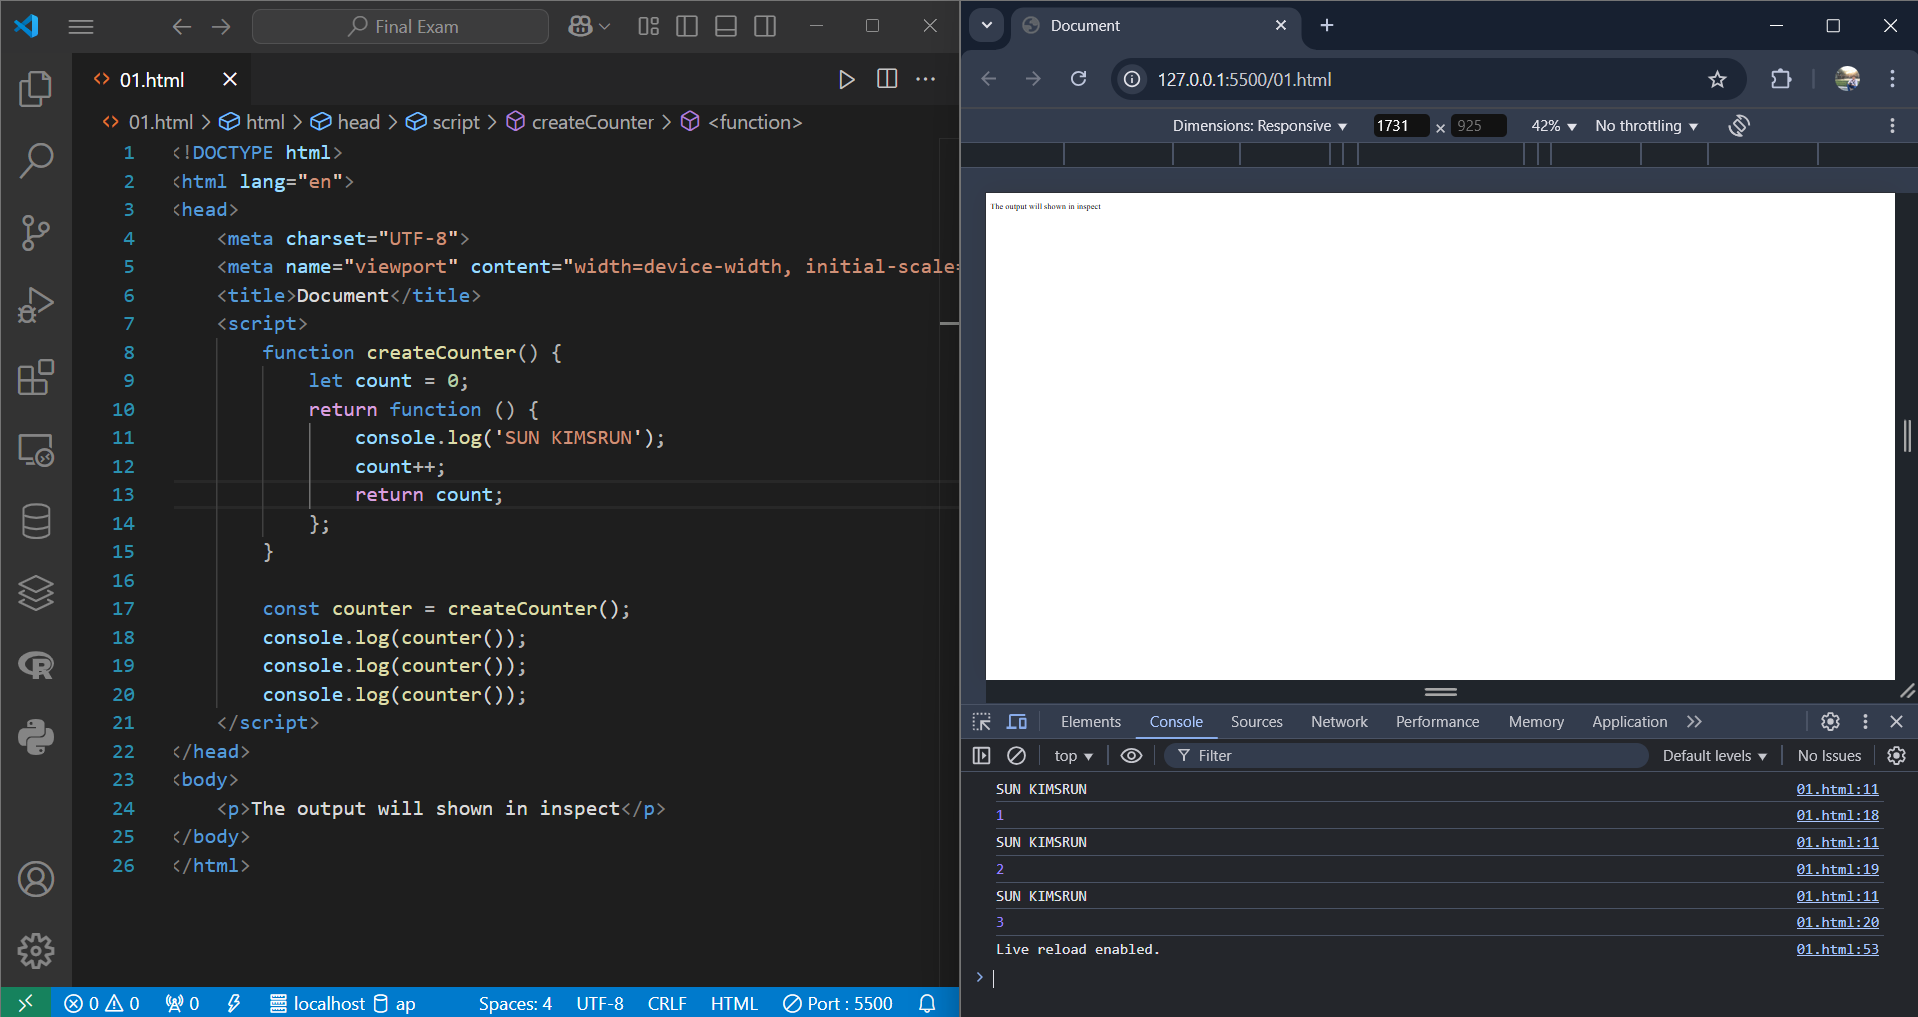 Final Exam
01.html
01.html > html > head > script > createCounter > <function>
1 <!DOCTYPE html>
2 <html lang="en">
3 <head>
4 <meta charset="UTF-8">
5 <meta name="viewport" content="width=device-width, initial-scale=
6 <title>Document</title>
7 <script>
8 function createCounter() {
9 let count = 0;
10 return function () {
11 console.log('SUN KIMSRUN');
12 count++;
13 return count;
14 };
15 }
16
17 const counter = createCounter();
18 console.log(counter());
19 console.log(counter());
20 console.log(counter());
21 </script>
22 </head>
23 <body>
24 <p>The output will shown in inspect</p>
25 </body>
26 </html>
0 0 0 localhost ap Spaces: 4 UTF-8 CRLF HTML Port : 5500
Document
127.0.0.1:5500/01.html
Dimensions: Responsive 1731 × 925 42% No throttling
The output will shown in inspect
Elements Console Sources Network Performance Memory Application
top Filter Default levels No Issues
SUN KIMSRUN 01.html:11
1 01.html:18
SUN KIMSRUN 01.html:11
2 01.html:19
SUN KIMSRUN 01.html:11
3 01.html:20
Live reload enabled. 01.html:53
>